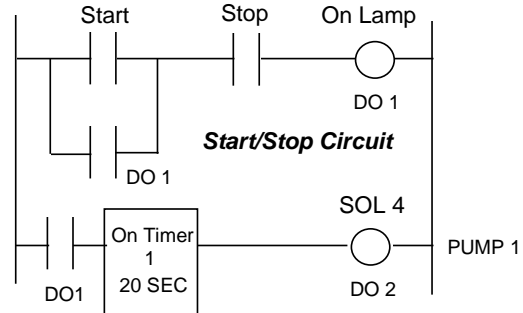 Start Stop On Lamp
DO 1
Start/Stop Circuit
DO 1
SOL 4
On Timer
1
20 SEC
PUMP 1
DO1
DO 2